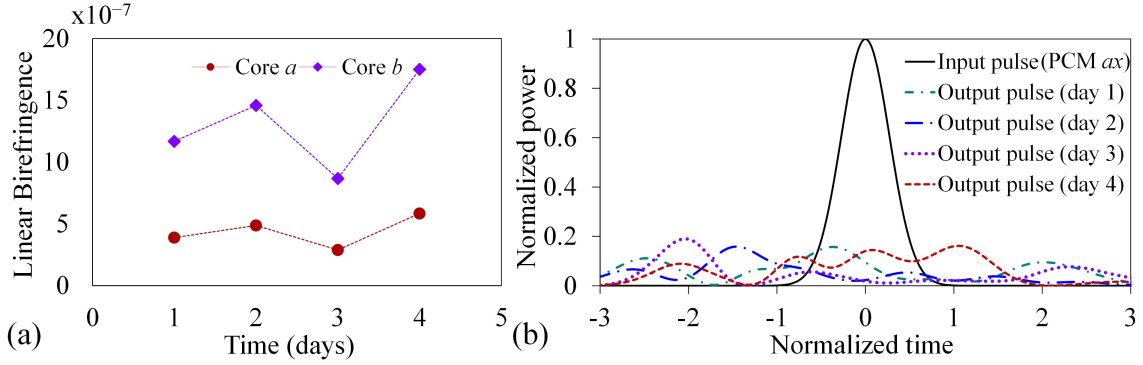 x10⁻⁷
20
15
10
5
0
Linear Birefringence
Core a
Core b
0 1 2 3 4 5
Time (days)
(a)
1
0.8
0.6
0.4
0.2
0
Normalized power
Input pulse (PCM ax)
Output pulse (day 1)
Output pulse (day 2)
Output pulse (day 3)
Output pulse (day 4)
-3 -2 -1 0 1 2 3
Normalized time
(b)